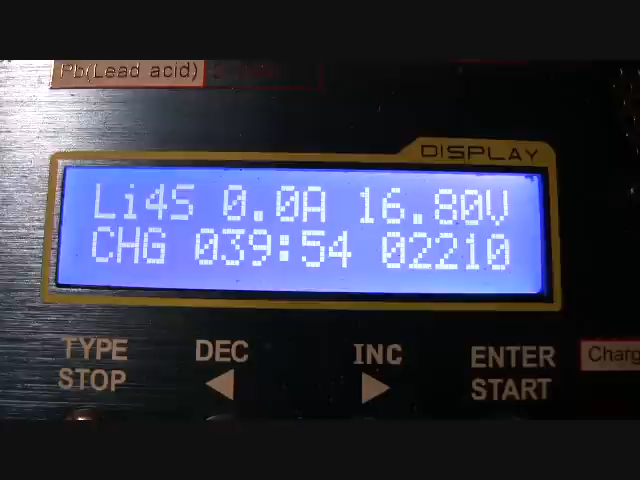 Pb(Lead acid)
DISPLAY
Li4S 0.0A 16.80V
CHG 039:54 02210
TYPE STOP
DEC
INC
ENTER START
Charg